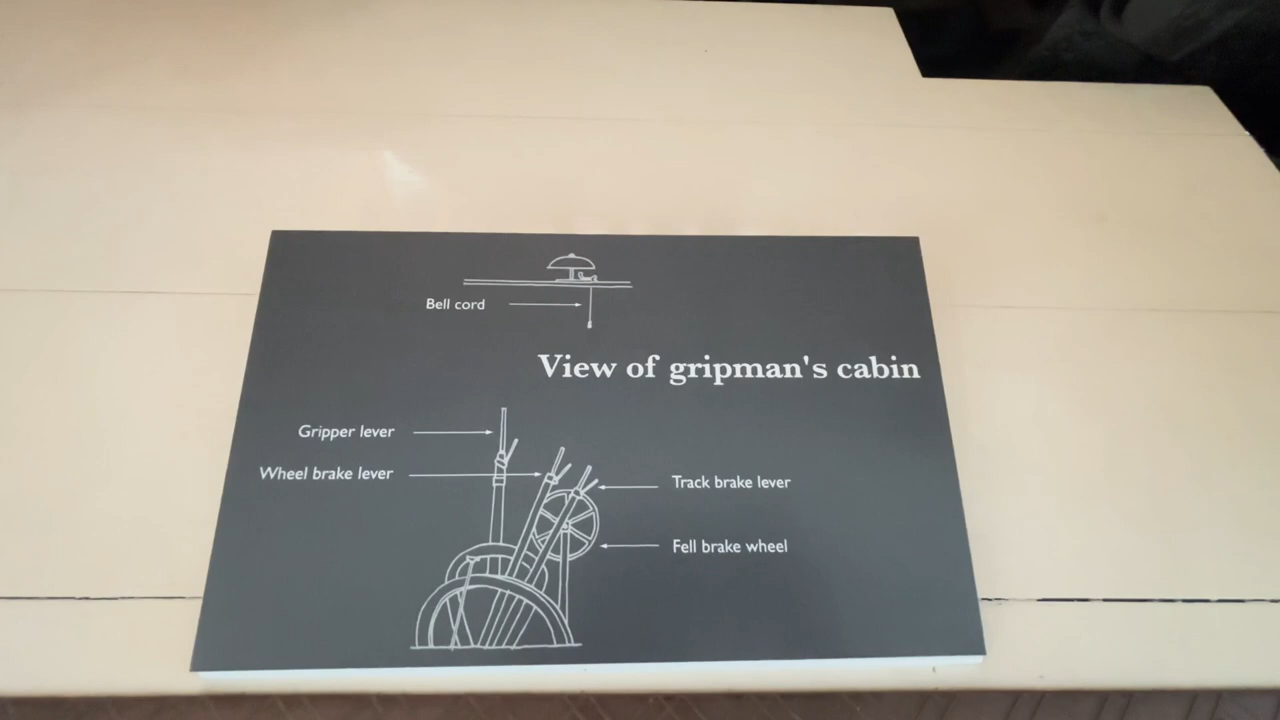 Bell cord
View of gripman's cabin
Gripper lever
Wheel brake lever
Track brake lever
Fell brake wheel